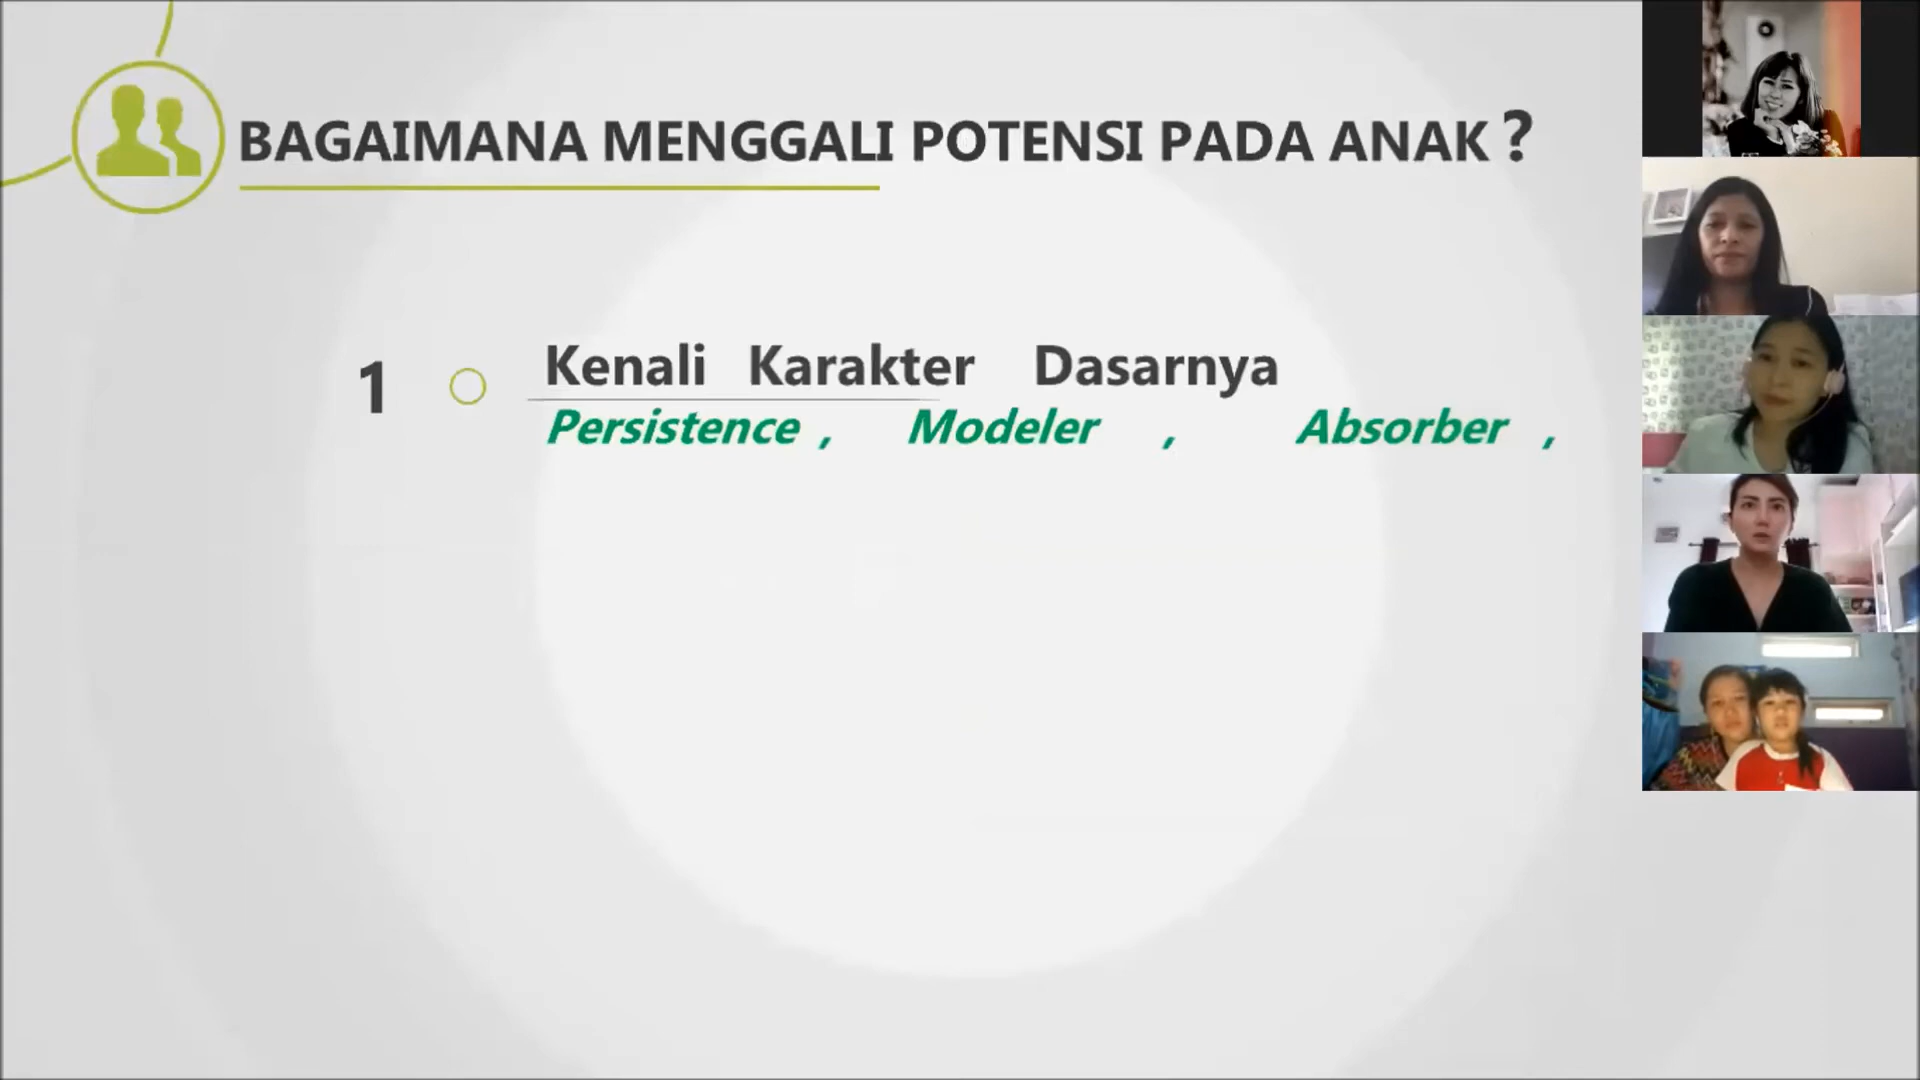 BAGAIMANA MENGGALI POTENSI PADA ANAK ?
1
Kenali Karakter Dasarnya
Persistence , Modeler , Absorber ,